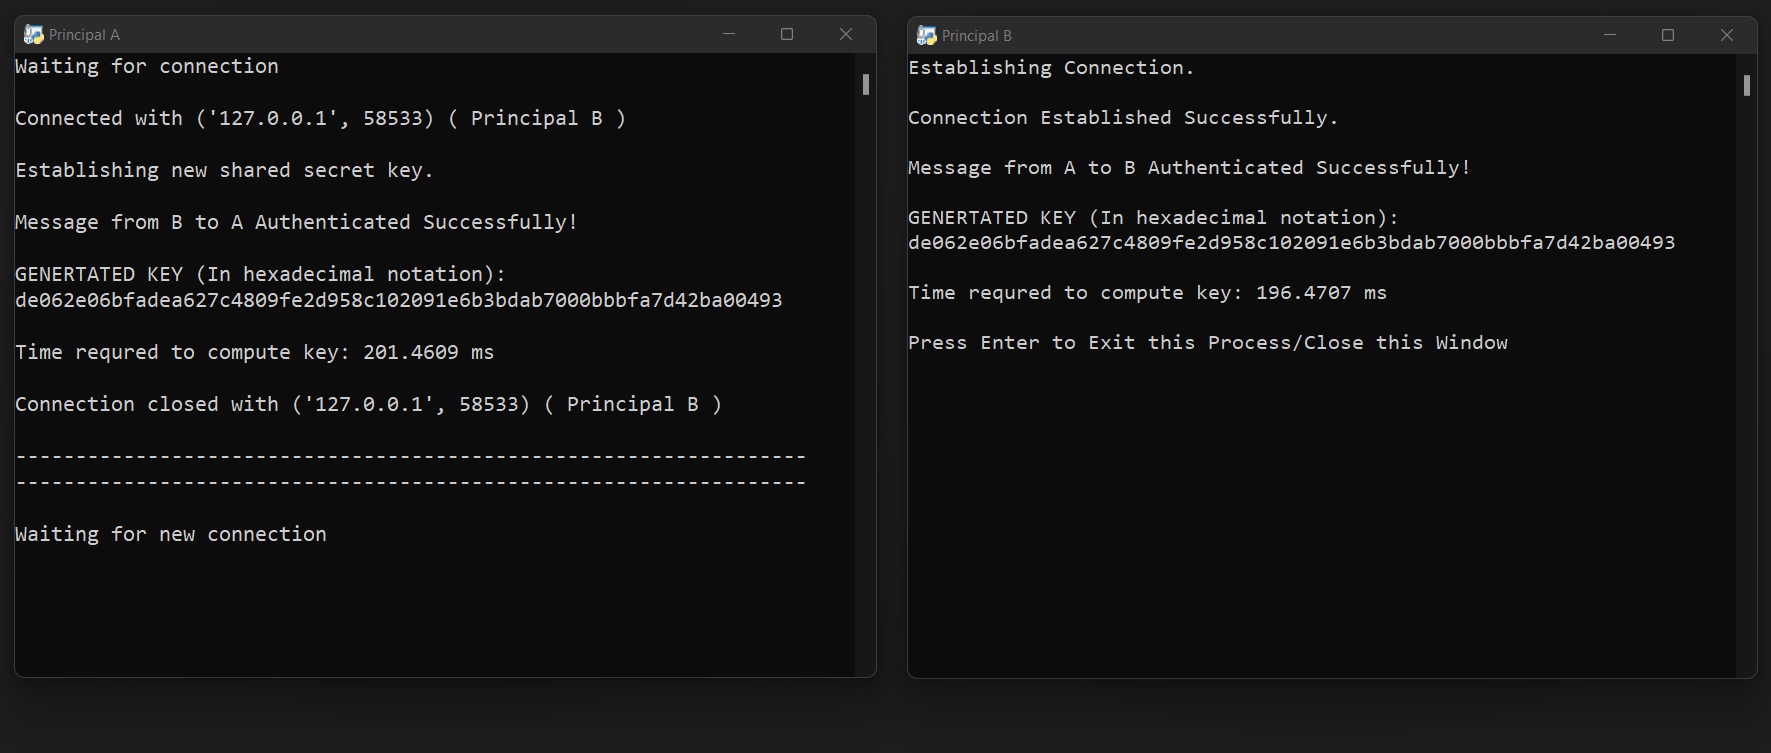 Principal A
Waiting for connection
Connected with ('127.0.0.1', 58533) ( Principal B )
Establishing new shared secret key.
Message from B to A Authenticated Successfully!
GENERTATED KEY (In hexadecimal notation):
de062e06bfadea627c4809fe2d958c102091e6b3bdab7000bbbfa7d42ba00493
Time requred to compute key: 201.4609 ms
Connection closed with ('127.0.0.1', 58533) ( Principal B )
------------------------------------------------------------------
------------------------------------------------------------------
Waiting for new connection
Principal B
Establishing Connection.
Connection Established Successfully.
Message from A to B Authenticated Successfully!
GENERTATED KEY (In hexadecimal notation):
de062e06bfadea627c4809fe2d958c102091e6b3bdab7000bbbfa7d42ba00493
Time requred to compute key: 196.4707 ms
Press Enter to Exit this Process/Close this Window